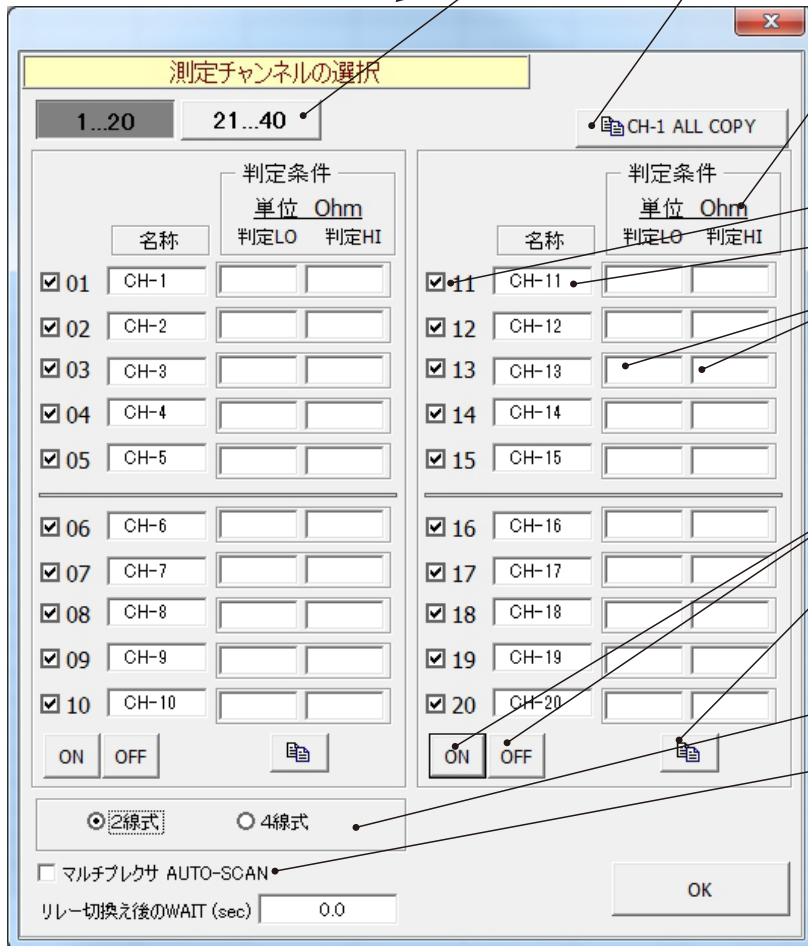 測定チャンネルの選択
1...20 21...40
CH-1 ALL COPY
判定条件
単位 Ohm
名称 判定LO 判定HI
01 CH-1
02 CH-2
03 CH-3
04 CH-4
05 CH-5
06 CH-6
07 CH-7
08 CH-8
09 CH-9
10 CH-10
ON OFF
判定条件
単位 Ohm
名称 判定LO 判定HI
11 CH-11
12 CH-12
13 CH-13
14 CH-14
15 CH-15
16 CH-16
17 CH-17
18 CH-18
19 CH-19
20 CH-20
ON OFF
2線式 4線式
マルチプレクサ AUTO-SCAN
リレー切換え後のWAIT (sec) 0.0
OK